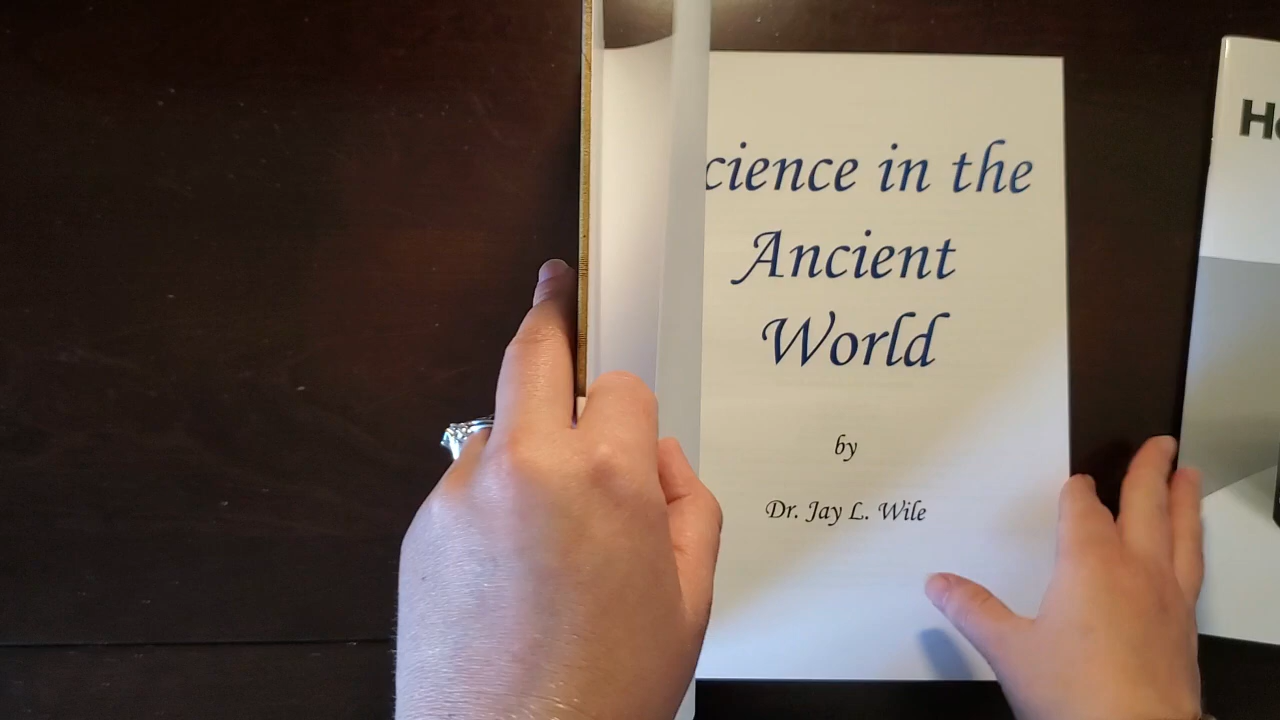 cience in the
Ancient
World
by
Dr. Jay L. Wile